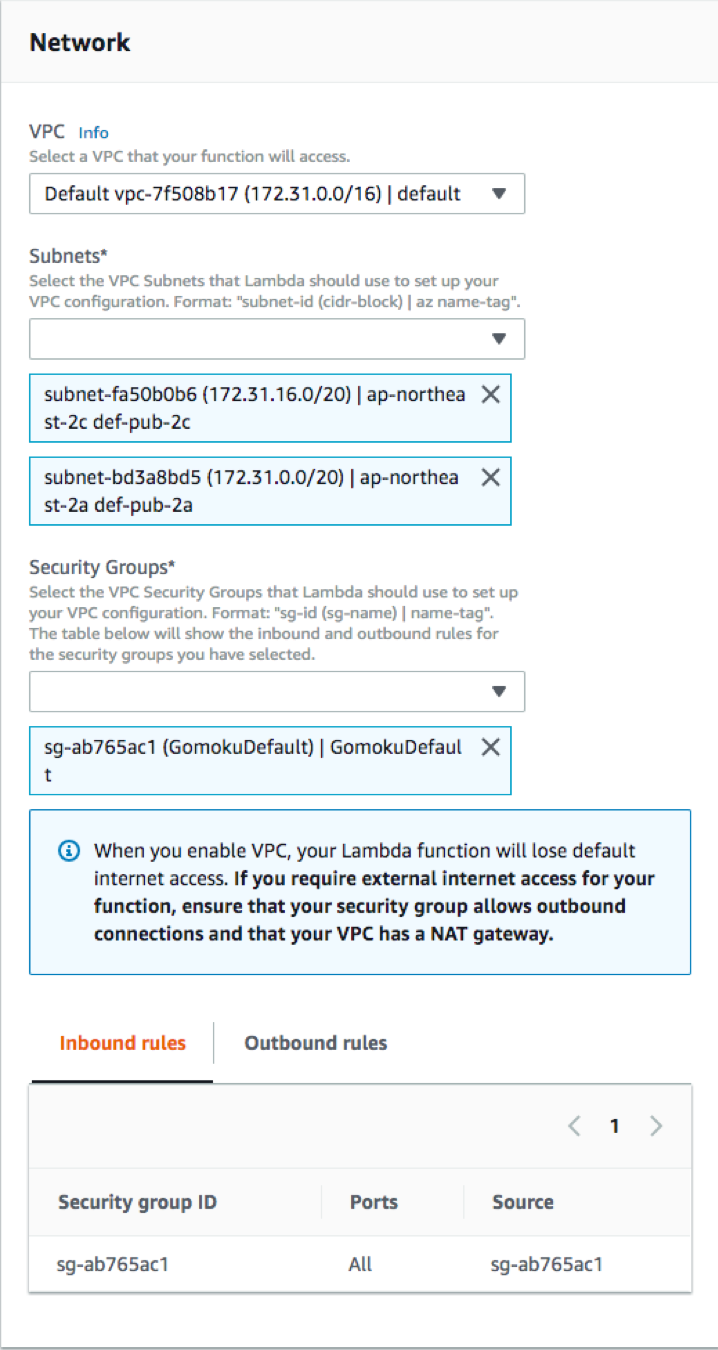 Network
VPC Info
Select a VPC that your function will access.
Default vpc-7f508b17 (172.31.0.0/16) | default
Subnets*
Select the VPC Subnets that Lambda should use to set up your
VPC configuration. Format: "subnet-id (cidr-block) | az name-tag".
subnet-fa50b0b6 (172.31.16.0/20) | ap-northea
st-2c def-pub-2c
subnet-bd3a8bd5 (172.31.0.0/20) | ap-northea
st-2a def-pub-2a
Security Groups*
Select the VPC Security Groups that Lambda should use to set up
your VPC configuration. Format: "sg-id (sg-name) | name-tag".
The table below will show the inbound and outbound rules for
the security groups you have selected.
sg-ab765ac1 (GomokuDefault) | GomokuDefaul
t
When you enable VPC, your Lambda function will lose default
internet access. If you require external internet access for your
function, ensure that your security group allows outbound
connections and that your VPC has a NAT gateway.
Inbound rules Outbound rules
1
Security group ID Ports Source
sg-ab765ac1 All sg-ab765ac1